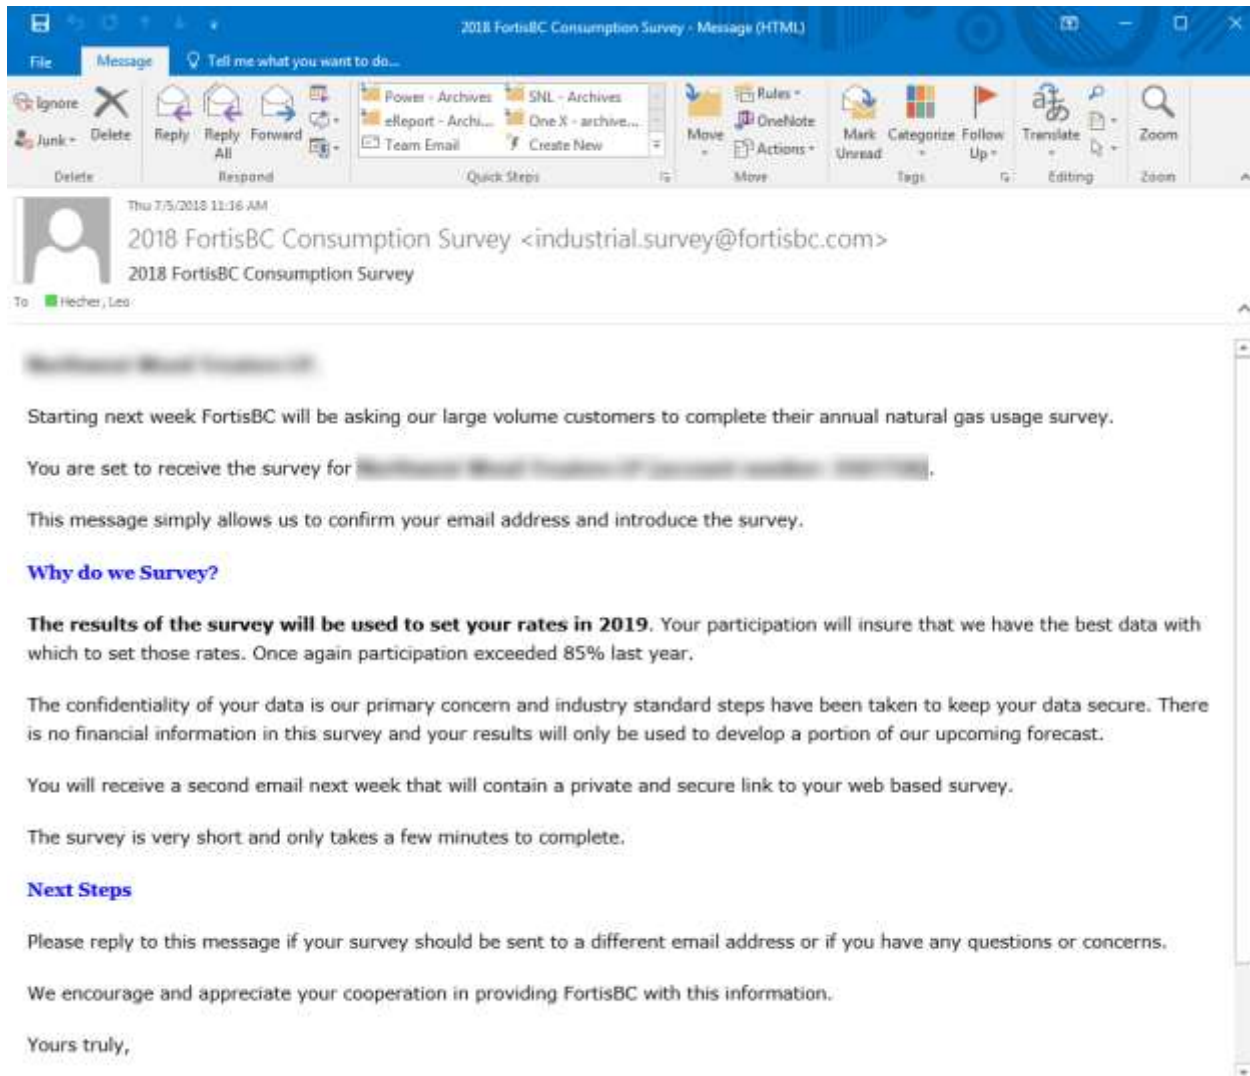 2018 FortisBC Consumption Survey - Message (HTML)
File Message Tell me what you want to do...
Ignore
Junk
Delete
Reply
Reply All
Forward
Power - Archives SNL - Archives
eReport - Archi... One X - archive...
Team Email Create New
Move
Rules
OneNote
Actions
Mark Unread
Categorize
Follow Up
Translate
Zoom
Delete Respond Quick Steps Move Tags Editing Zoom
Thu 7/5/2018 11:16 AM
2018 FortisBC Consumption Survey <industrial.survey@fortisbc.com>
2018 FortisBC Consumption Survey
To Hecher, Leo
Starting next week FortisBC will be asking our large volume customers to complete their annual natural gas usage survey.
You are set to receive the survey for
This message simply allows us to confirm your email address and introduce the survey.
Why do we Survey?
The results of the survey will be used to set your rates in 2019. Your participation will insure that we have the best data with
which to set those rates. Once again participation exceeded 85% last year.
The confidentiality of your data is our primary concern and industry standard steps have been taken to keep your data secure. There
is no financial information in this survey and your results will only be used to develop a portion of our upcoming forecast.
You will receive a second email next week that will contain a private and secure link to your web based survey.
The survey is very short and only takes a few minutes to complete.
Next Steps
Please reply to this message if your survey should be sent to a different email address or if you have any questions or concerns.
We encourage and appreciate your cooperation in providing FortisBC with this information.
Yours truly,